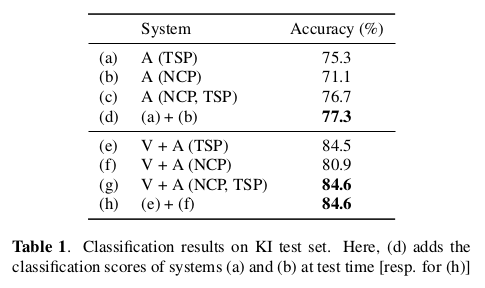 System Accuracy (%)
(a) A (TSP) 75.3
(b) A (NCP) 71.1
(c) A (NCP, TSP) 76.7
(d) (a) + (b) 77.3
(e) V + A (TSP) 84.5
(f) V + A (NCP) 80.9
(g) V + A (NCP, TSP) 84.6
(h) (e) + (f) 84.6
Table 1. Classification results on KI test set. Here, (d) adds the
classification scores of systems (a) and (b) at test time [resp. for (h)]